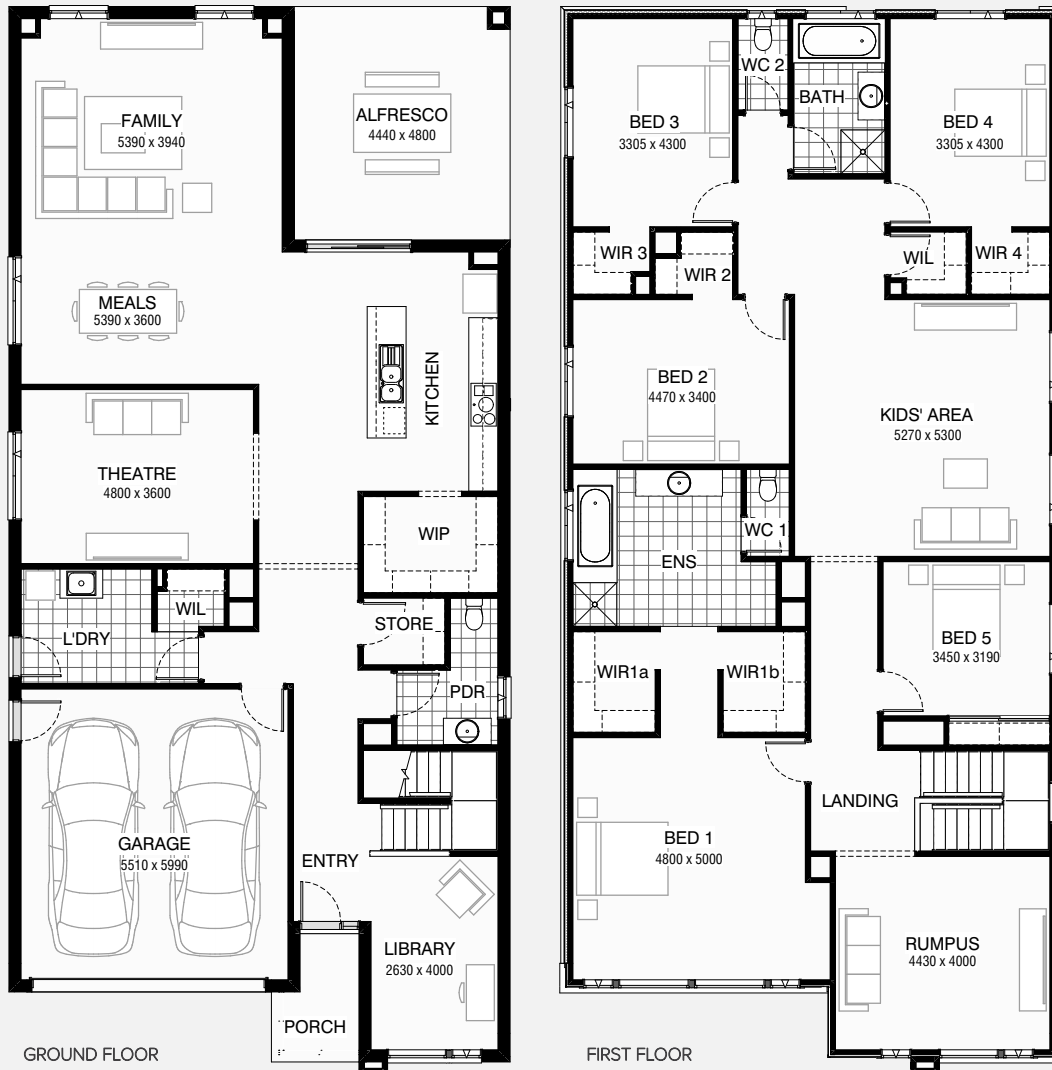 FAMILY
5390 x 3940
ALFRESCO
4440 x 4800
MEALS
5390 x 3600
KITCHEN
THEATRE
4800 x 3600
WIP
WIL
L'DRY
STORE
PDR
GARAGE
5510 x 5990
ENTRY
LIBRARY
2630 x 4000
PORCH
GROUND FLOOR
WC 2
BATH
BED 3
3305 x 4300
BED 4
3305 x 4300
WIR 3
WIR 2
WIL
WIR 4
BED 2
4470 x 3400
KIDS' AREA
5270 x 5300
WC 1
ENS
BED 5
3450 x 3190
WIR1a
WIR1b
LANDING
BED 1
4800 x 5000
RUMPUS
4430 x 4000
FIRST FLOOR